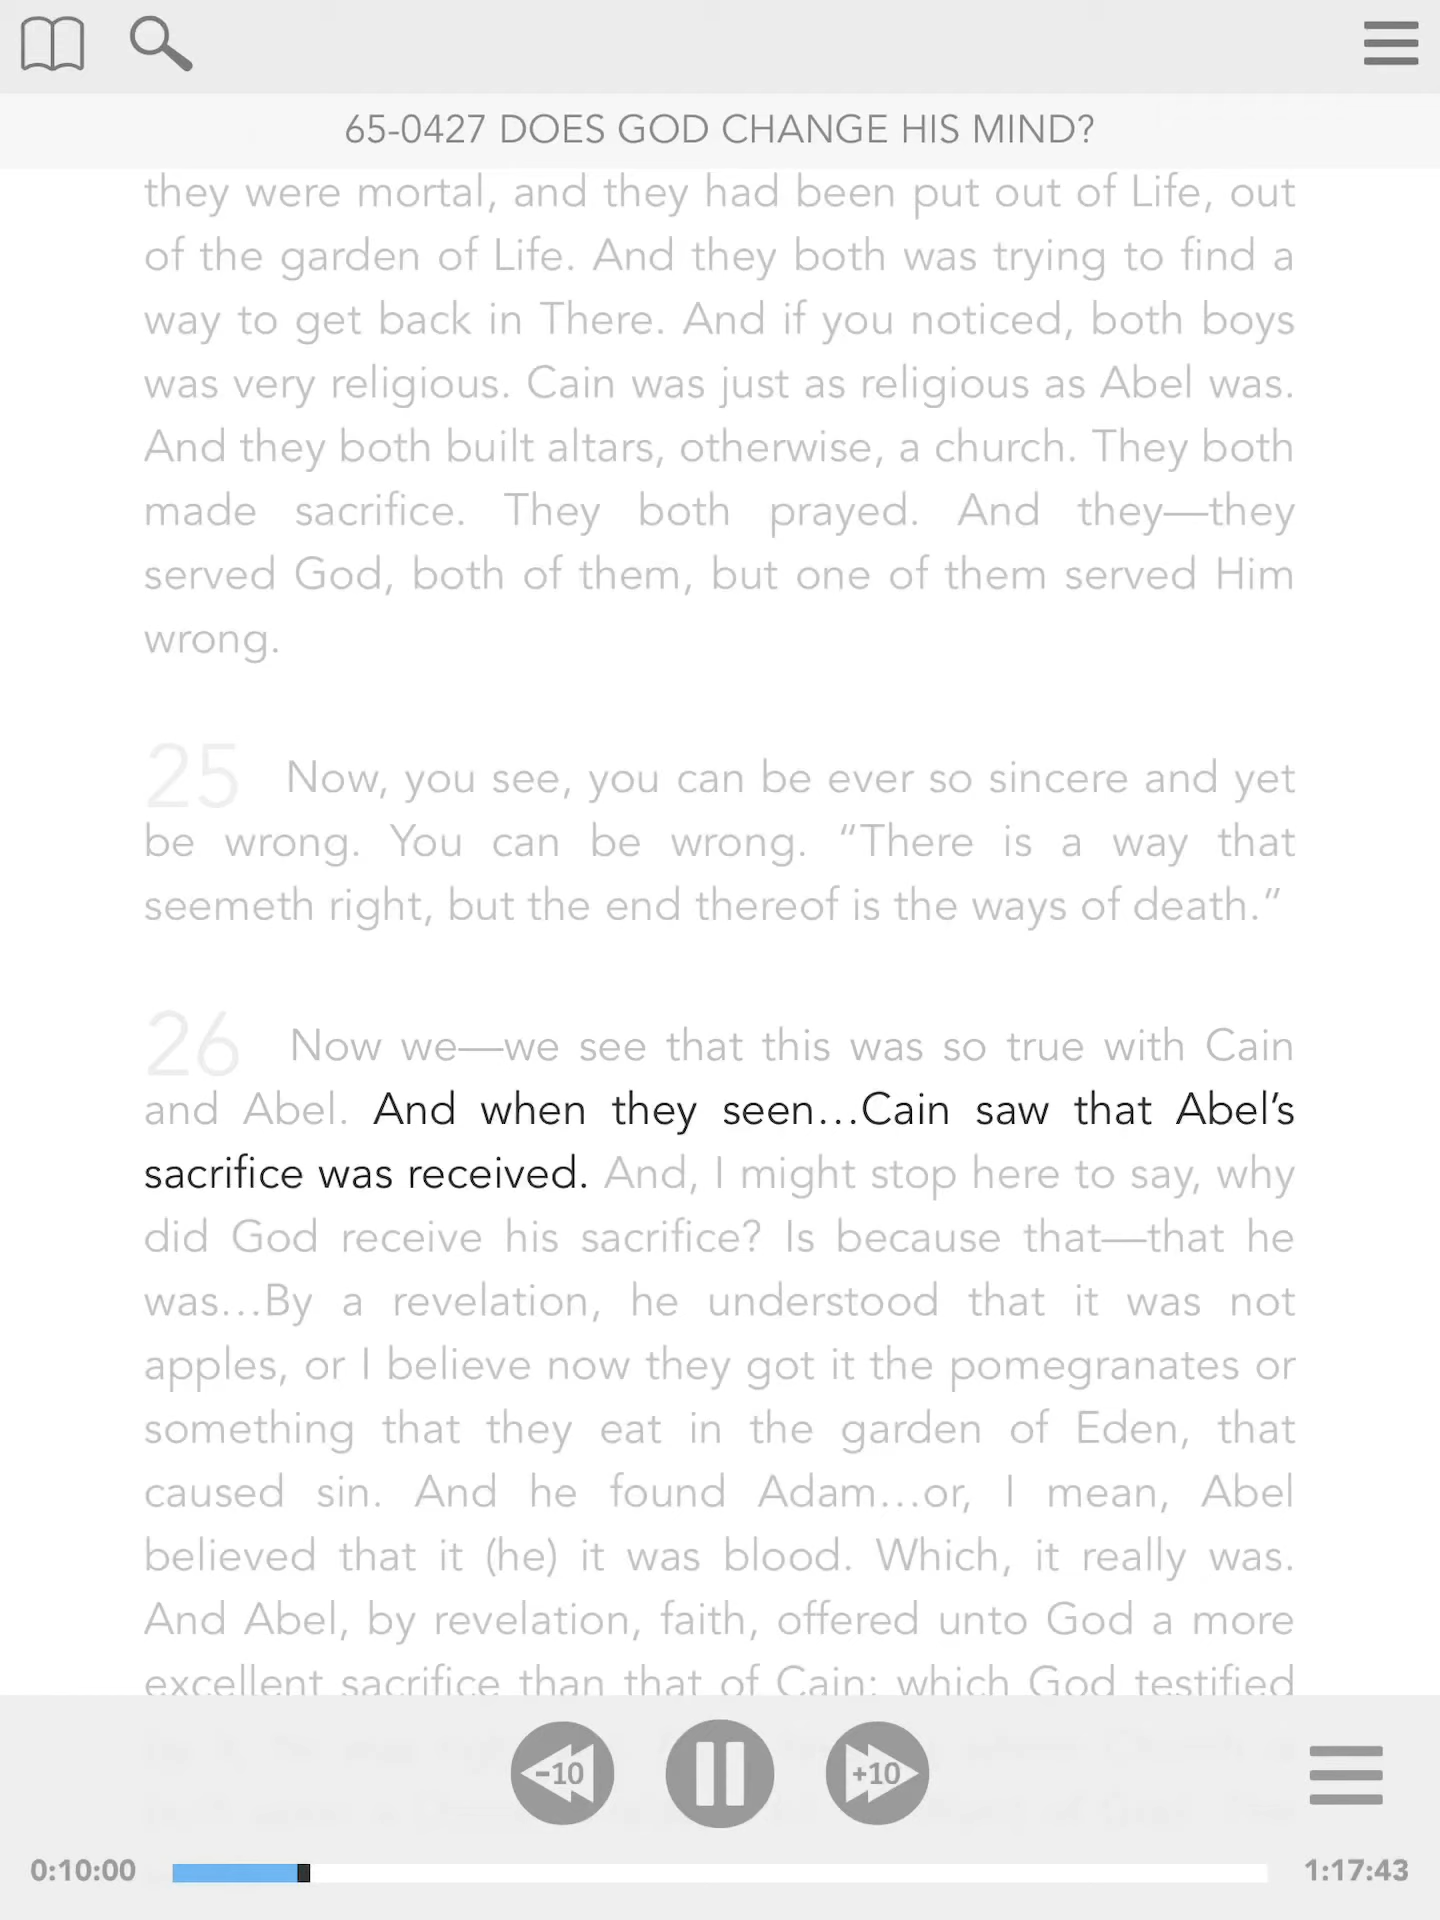 65-0427 DOES GOD CHANGE HIS MIND?
they were mortal, and they had been put out of Life, out
of the garden of Life. And they both was trying to find a
way to get back in There. And if you noticed, both boys
was very religious. Cain was just as religious as Abel was.
And they both built altars, otherwise, a church. They both
made sacrifice. They both prayed. And they—they
served God, both of them, but one of them served Him
wrong.
25 Now, you see, you can be ever so sincere and yet
be wrong. You can be wrong. “There is a way that
seemeth right, but the end thereof is the ways of death.”
26 Now we—we see that this was so true with Cain
and Abel. And when they seen…Cain saw that Abel’s
sacrifice was received. And, I might stop here to say, why
did God receive his sacrifice? Is because that—that he
was…By a revelation, he understood that it was not
apples, or I believe now they got it the pomegranates or
something that they eat in the garden of Eden, that
caused sin. And he found Adam…or, I mean, Abel
believed that it (he) it was blood. Which, it really was.
And Abel, by revelation, faith, offered unto God a more
excellent sacrifice than that of Cain; which God testified
-10 +10
0:10:00 1:17:43